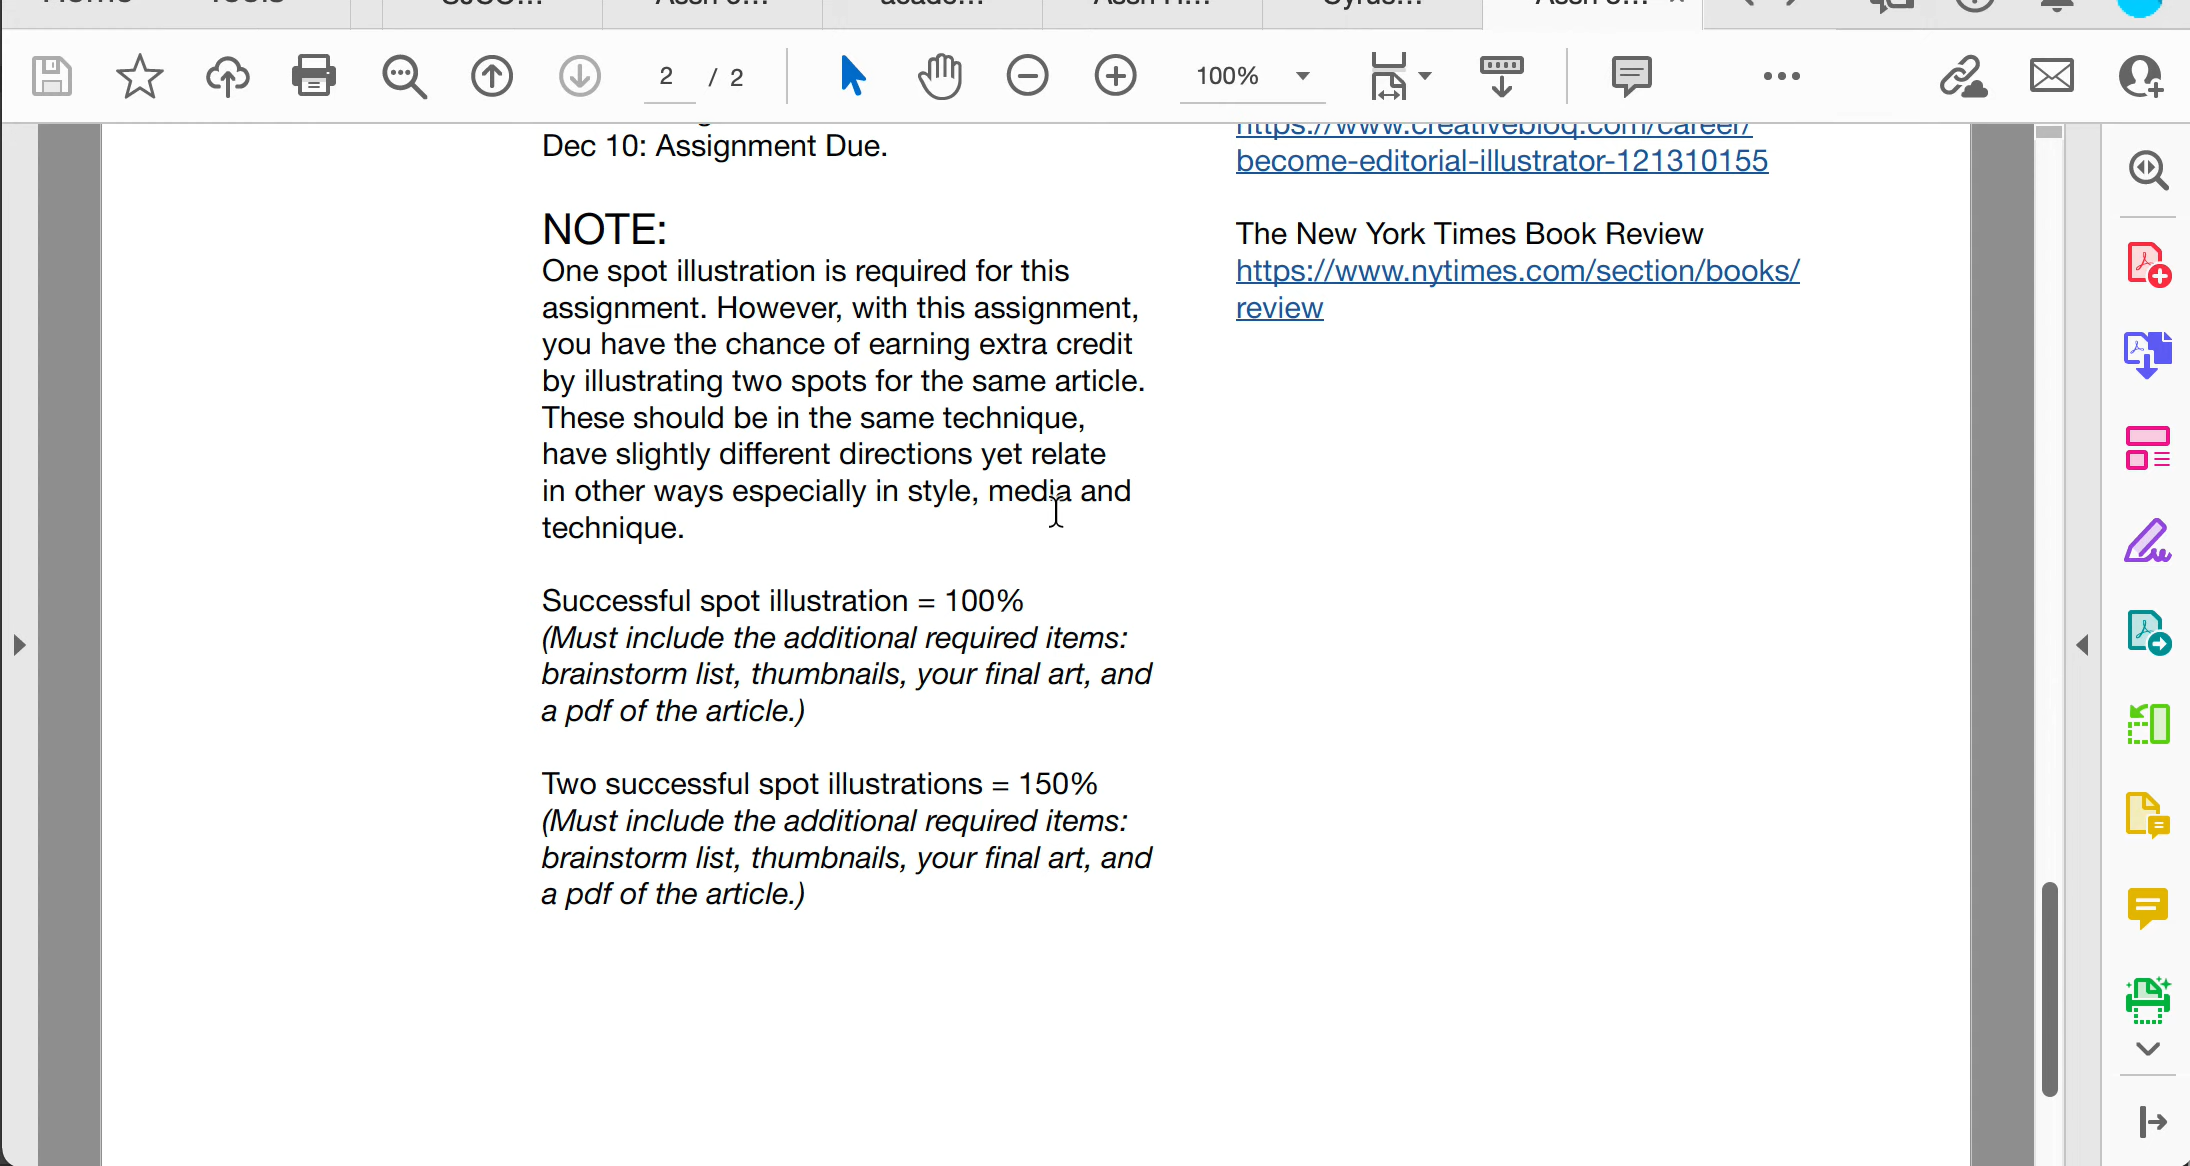 2 / 2
100%
Dec 10: Assignment Due.
NOTE:
One spot illustration is required for this
assignment. However, with this assignment,
you have the chance of earning extra credit
by illustrating two spots for the same article.
These should be in the same technique,
have slightly different directions yet relate
in other ways especially in style, media and
technique.
Successful spot illustration = 100%
(Must include the additional required items:
brainstorm list, thumbnails, your final art, and
a pdf of the article.)
Two successful spot illustrations = 150%
(Must include the additional required items:
brainstorm list, thumbnails, your final art, and
a pdf of the article.)
https://www.creativebloq.com/career/
become-editorial-illustrator-121310155
The New York Times Book Review
https://www.nytimes.com/section/books/
review